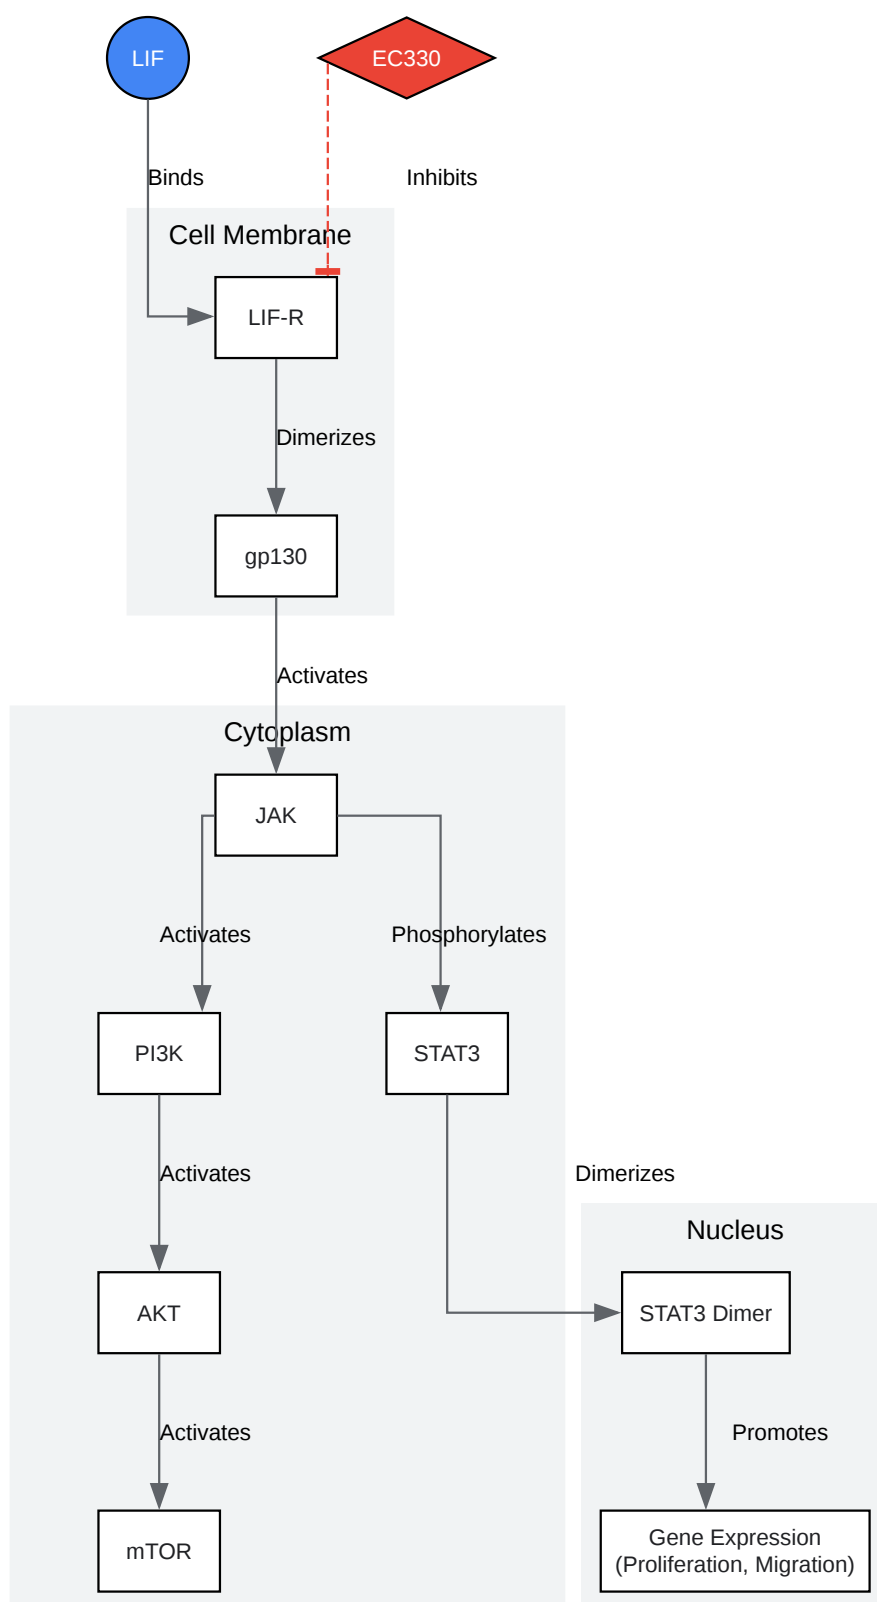 LIF
EC330
Binds
Inhibits
Cell Membrane
LIF-R
Dimerizes
gp130
Activates
Cytoplasm
JAK
Activates
Phosphorylates
PI3K
STAT3
Activates
Dimerizes
Nucleus
AKT
STAT3 Dimer
Activates
Promotes
mTOR
Gene Expression
(Proliferation, Migration)